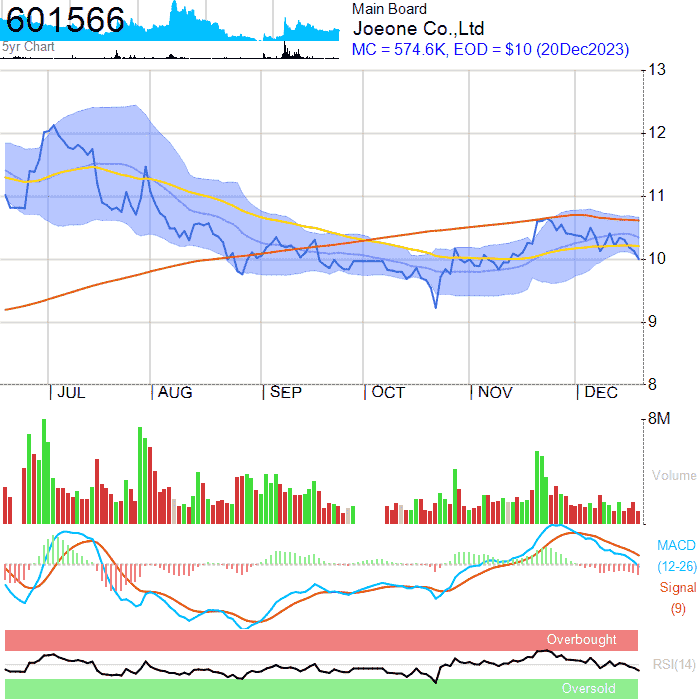 601566
5yr Chart
Main Board
Joeone Co.,Ltd
MC = 574.6K, EOD = $10 (20Dec2023)
13
12
11
10
9
8
JUL AUG SEP OCT NOV DEC
8M
Volume
MACD
(12-26)
Signal
(9)
Overbought
RSI(14)
Oversold